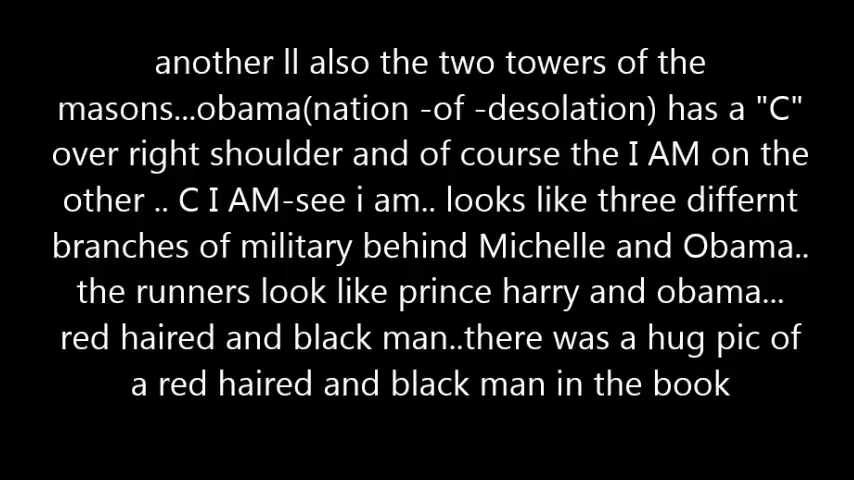 another ll also the two towers of the
masons...obama(nation -of -desolation) has a "C"
over right shoulder and of course the I AM on the
other .. C I AM-see i am.. looks like three differnt
branches of military behind Michelle and Obama..
the runners look like prince harry and obama...
red haired and black man..there was a hug pic of
a red haired and black man in the book